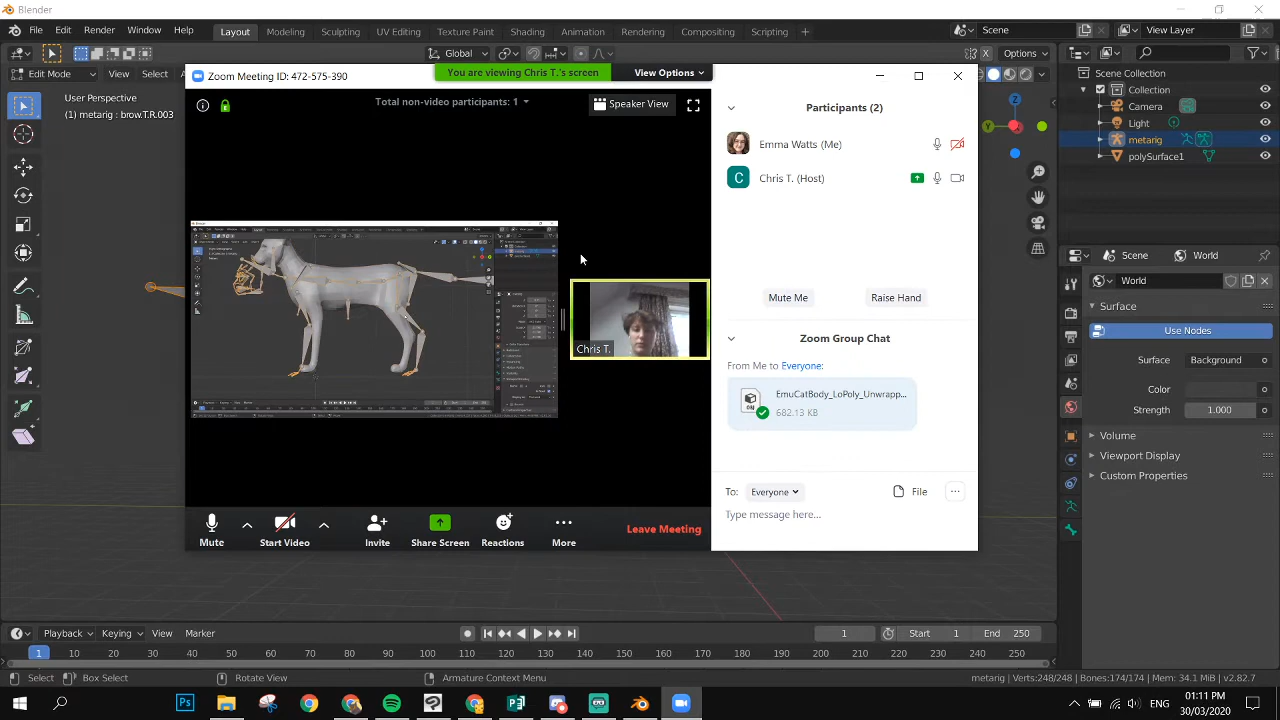 Blender
File Edit Render Window Help Layout Modeling Sculpting UV Editing Texture Paint Shading Animation Rendering Compositing Scripting Scene View Layer
Global Options
Edit Mode View Select
User Perspective
(1) metarig : brow.T.R.003
Zoom Meeting ID: 472-575-390
You are viewing Chris T.'s screen View Options
Total non-video participants: 1
Speaker View
Chris T.
Mute Start Video Invite Share Screen Reactions More
Leave Meeting
Participants (2)
Emma Watts (Me)
C Chris T. (Host)
Mute Me Raise Hand
Zoom Group Chat
From Me to Everyone:
EmuCatBody_LoPoly_Unwrapp...
682.13 KB
To: Everyone File
Type message here...
Scene Collection
Collection
Camera
Light
metarig
polySurface1
Scene World
World
Surface
Use Nodes
Surface: Background
Color
Strength 1.000
Volume
Viewport Display
Custom Properties
Playback Keying View Marker 1 Start 1 End 250
1 10 20 30 40 50 60 70 80 90 100 110 120 130 140 150 160 170 180 190 200 210 220 230 240 250
Select Box Select Rotate View Armature Context Menu metarig | Verts:248/248 | Bones:174/174 | Mem: 34.1 MiB | v2.82.7
Ps
01:11 PM
30/03/2020